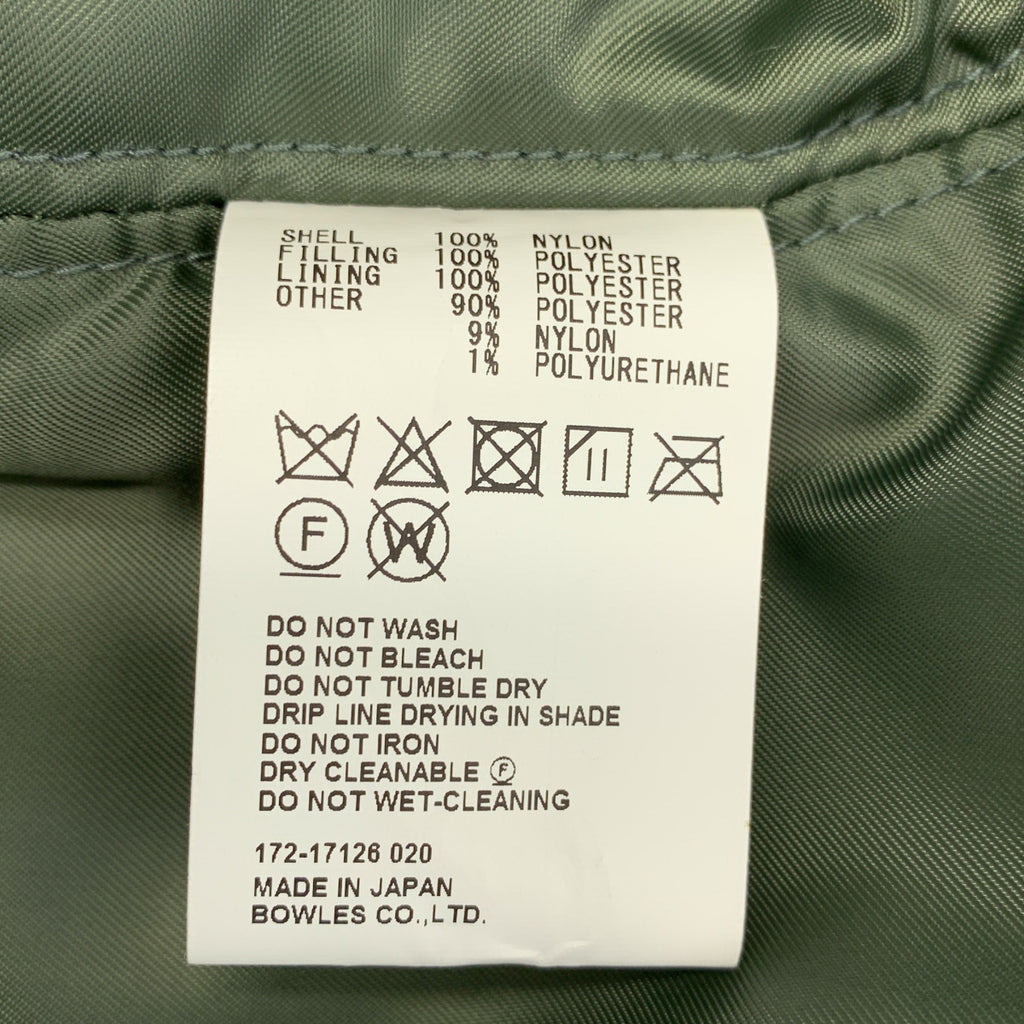 SHELL 100% NYLON
FILLING 100% POLYESTER
LINING 100% POLYESTER
OTHER 90% POLYESTER
9% NYLON
1% POLYURETHANE
F W
DO NOT WASH
DO NOT BLEACH
DO NOT TUMBLE DRY
DRIP LINE DRYING IN SHADE
DO NOT IRON
DRY CLEANABLE Ⓕ
DO NOT WET-CLEANING
172-17126 020
MADE IN JAPAN
BOWLES CO.,LTD.